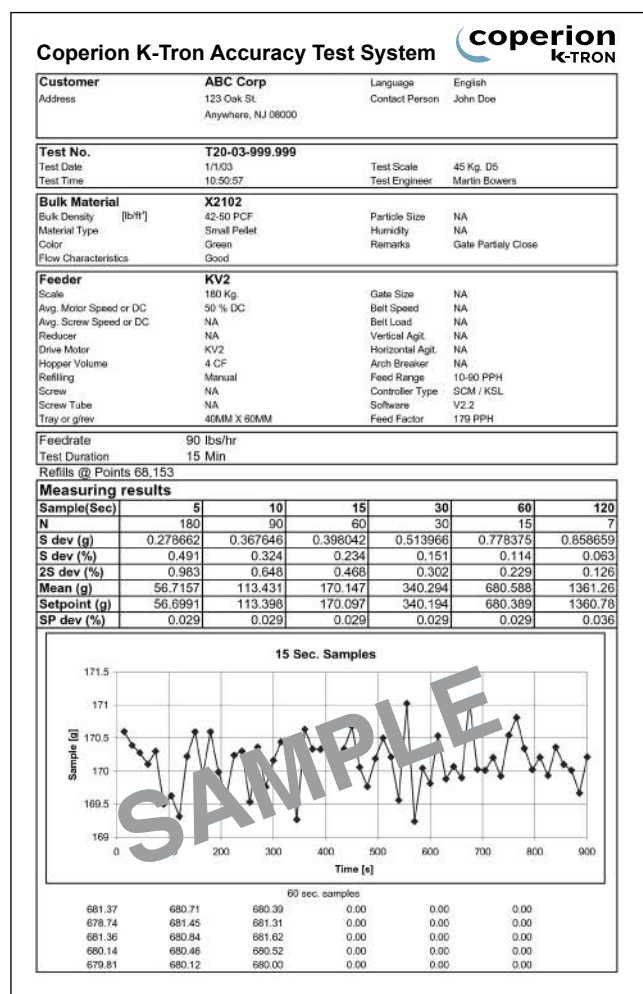 Coperion K-Tron Accuracy Test System
coperion
K-TRON
Customer ABC Corp Language English
Address 123 Oak St. Contact Person John Doe
Anywhere, NJ 08000
Test No. T20-03-999.999
Test Date 1/1/03 Test Scale 45 Kg. D5
Test Time 10:50:57 Test Engineer Martin Bowers
Bulk Material X2102
Bulk Density [lb/ft³] 42-50 PCF Particle Size NA
Material Type Small Pellet Humidity NA
Color Green Remarks Gate Partialy Close
Flow Characteristics Good
Feeder KV2
Scale 180 Kg. Gate Size NA
Avg. Motor Speed or DC 50 % DC Belt Speed NA
Avg. Screw Speed or DC NA Belt Load NA
Reducer NA Vertical Agit. NA
Drive Motor KV2 Horizontal Agit. NA
Hopper Volume 4 CF Arch Breaker NA
Refilling Manual Feed Range 10-90 PPH
Screw NA Controller Type SCM / KSL
Screw Tube NA Software V2.2
Tray or g/rev 40MM X 60MM Feed Factor 179 PPH
Feedrate 90 lbs/hr
Test Duration 15 Min
Refills @ Points 68,153
Measuring results
Sample(Sec) 5 10 15 30 60 120
N 180 90 60 30 15 7
S dev (g) 0.278662 0.367646 0.398042 0.513966 0.778375 0.858659
S dev (%) 0.491 0.324 0.234 0.151 0.114 0.063
2S dev (%) 0.983 0.648 0.468 0.302 0.229 0.126
Mean (g) 56.7157 113.431 170.147 340.294 680.588 1361.26
Setpoint (g) 56.6991 113.398 170.097 340.194 680.389 1360.78
SP dev (%) 0.029 0.029 0.029 0.029 0.029 0.036
15 Sec. Samples
171.5
171
170.5
170
169.5
169
Sample [g]
SAMPLE
0 200 300 400 500 600 700 800 900
Time [s]
60 sec. samples
681.37 680.71 680.39 0.00 0.00 0.00
678.74 681.45 681.31 0.00 0.00 0.00
681.36 680.84 681.62 0.00 0.00 0.00
680.14 680.46 680.52 0.00 0.00 0.00
679.81 680.12 680.00 0.00 0.00 0.00